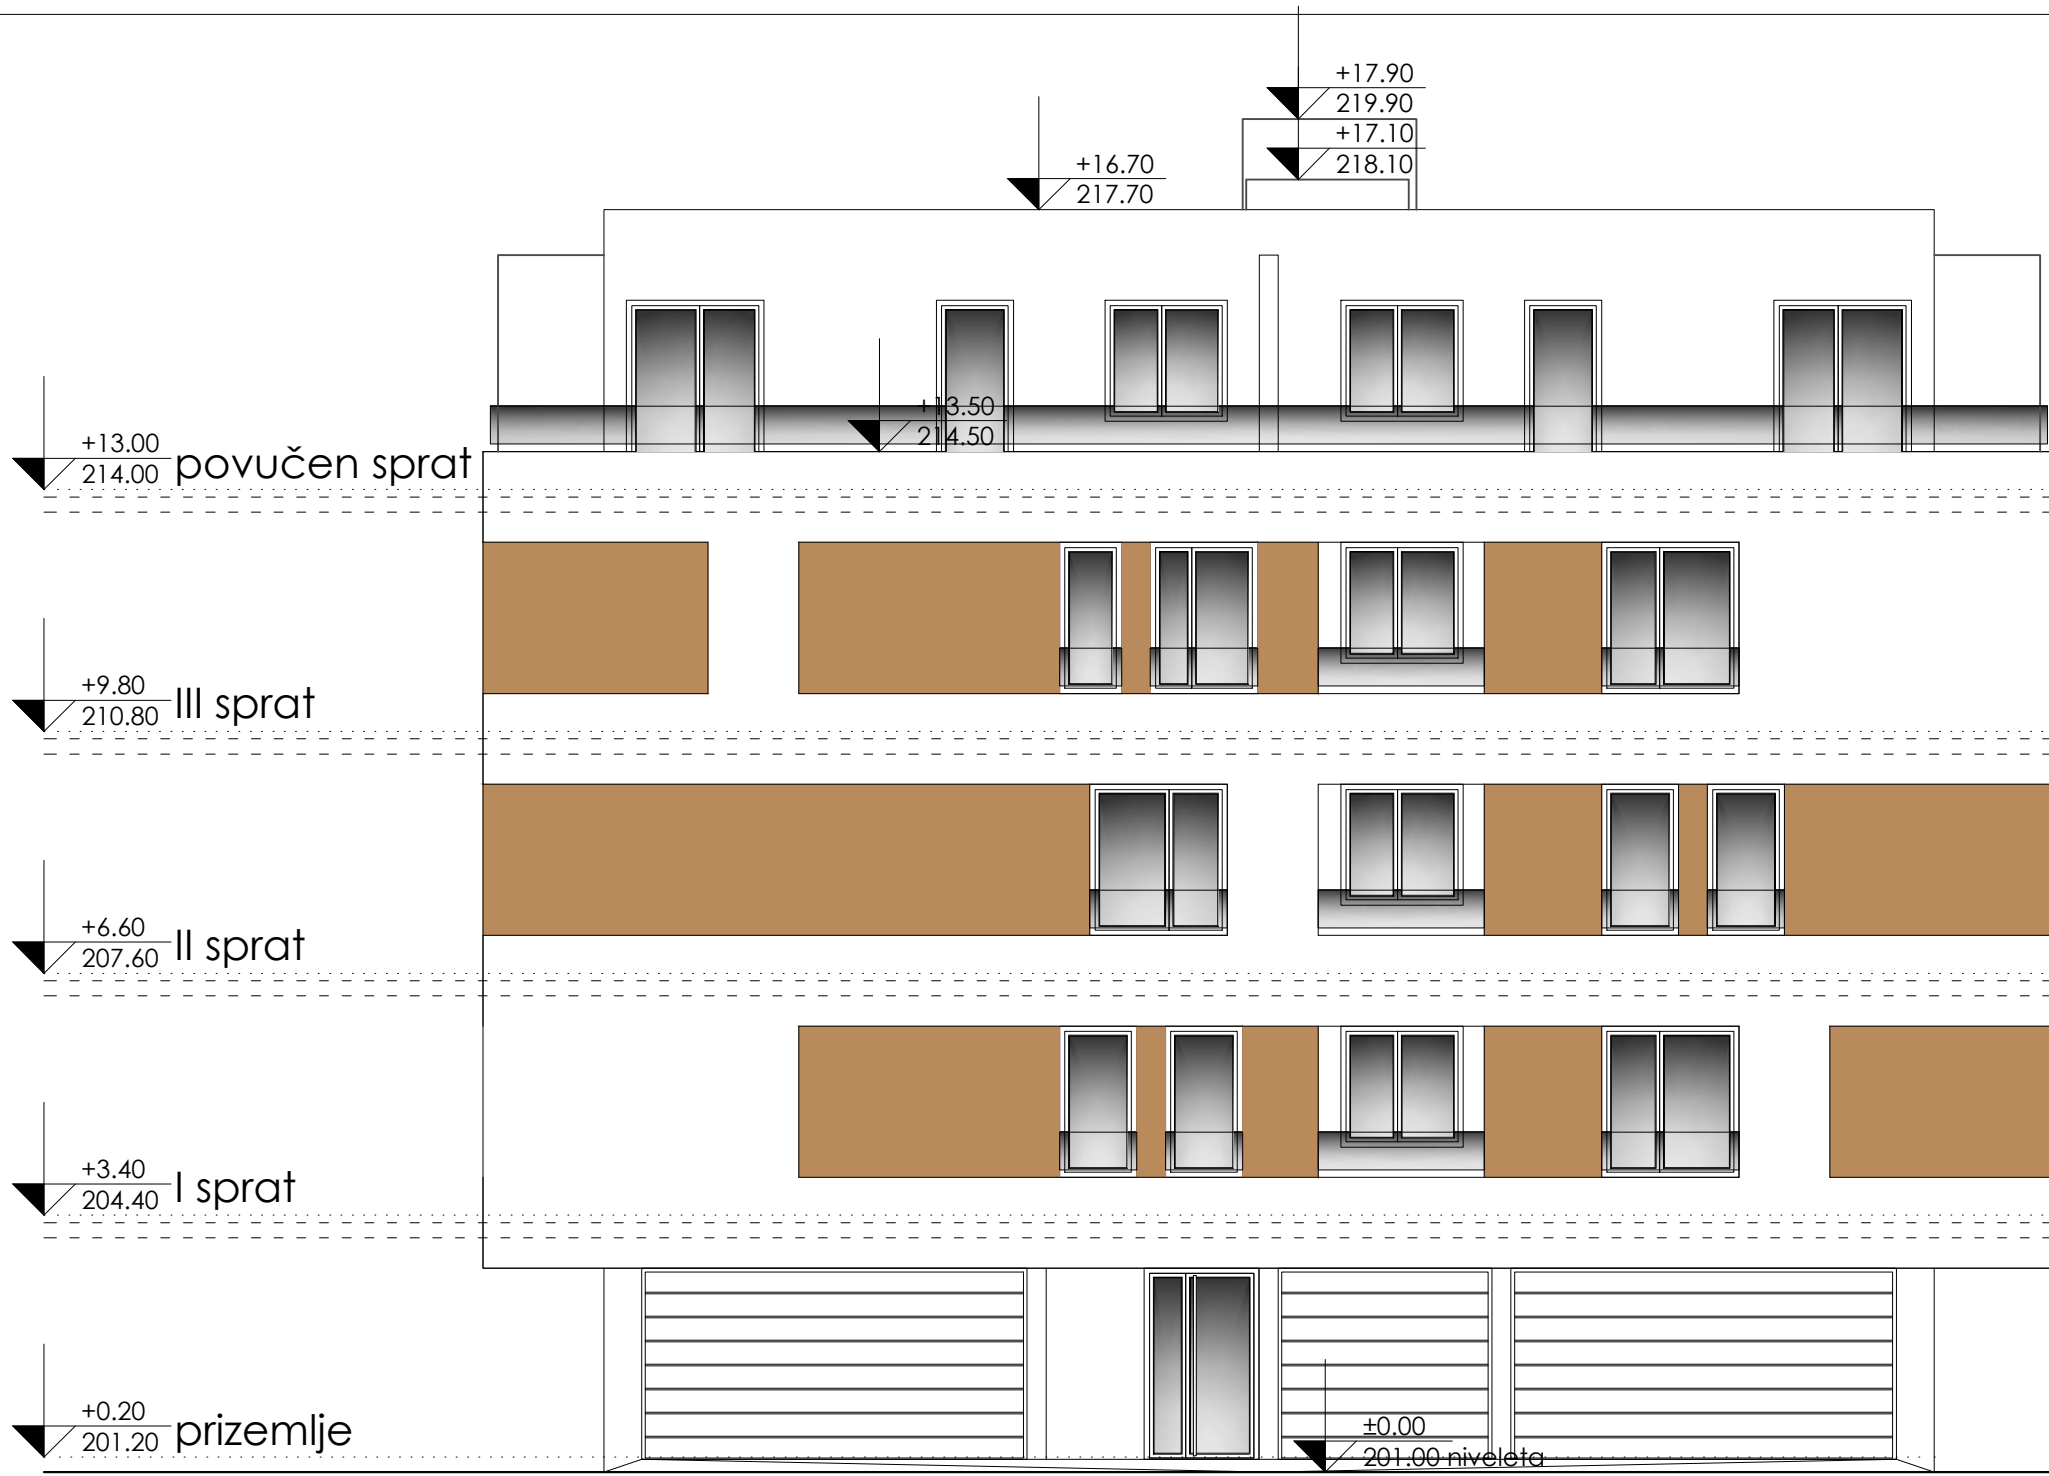 +17.90
219.90
+17.10
218.10
+16.70
217.70
+13.50
214.50
+13.00
214.00 povučen sprat
+9.80
210.80 III sprat
+6.60
207.60 II sprat
+3.40
204.40 I sprat
+0.20
201.20 prizemlje
±0.00
201.00 niveleta